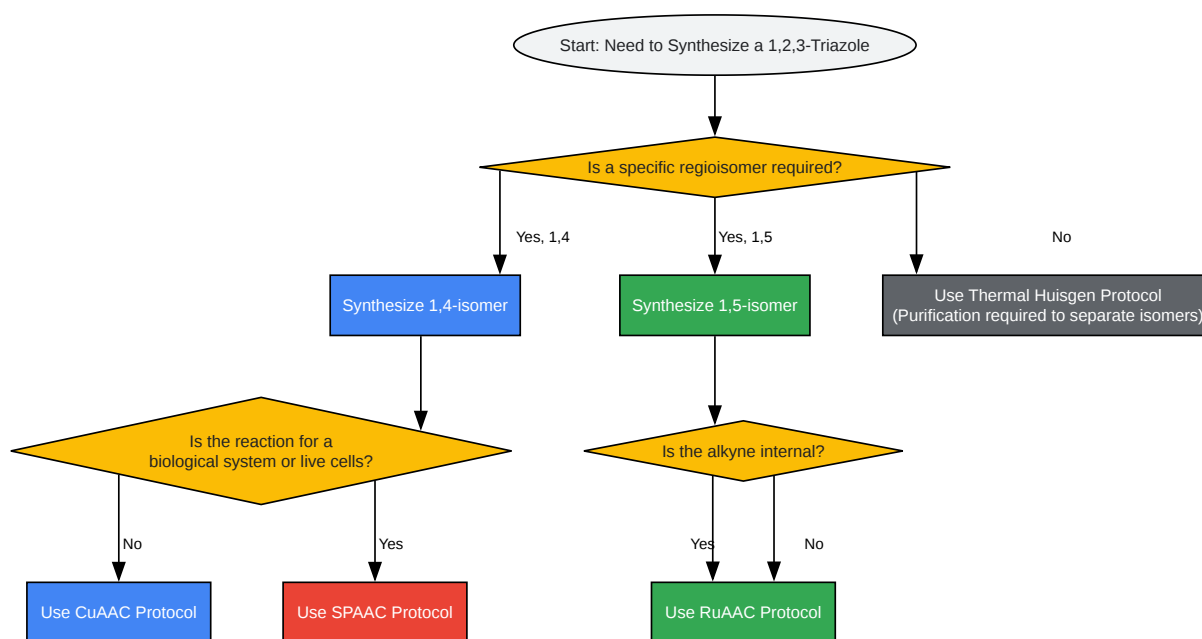 Start: Need to Synthesize a 1,2,3-Triazole
Is a specific regioisomer required?
Yes, 1,4
Yes, 1,5
No
Synthesize 1,4-isomer
Synthesize 1,5-isomer
Use Thermal Huisgen Protocol
(Purification required to separate isomers)
Is the reaction for a
biological system or live cells?
Is the alkyne internal?
No
Yes
Yes
No
Use CuAAC Protocol
Use SPAAC Protocol
Use RuAAC Protocol